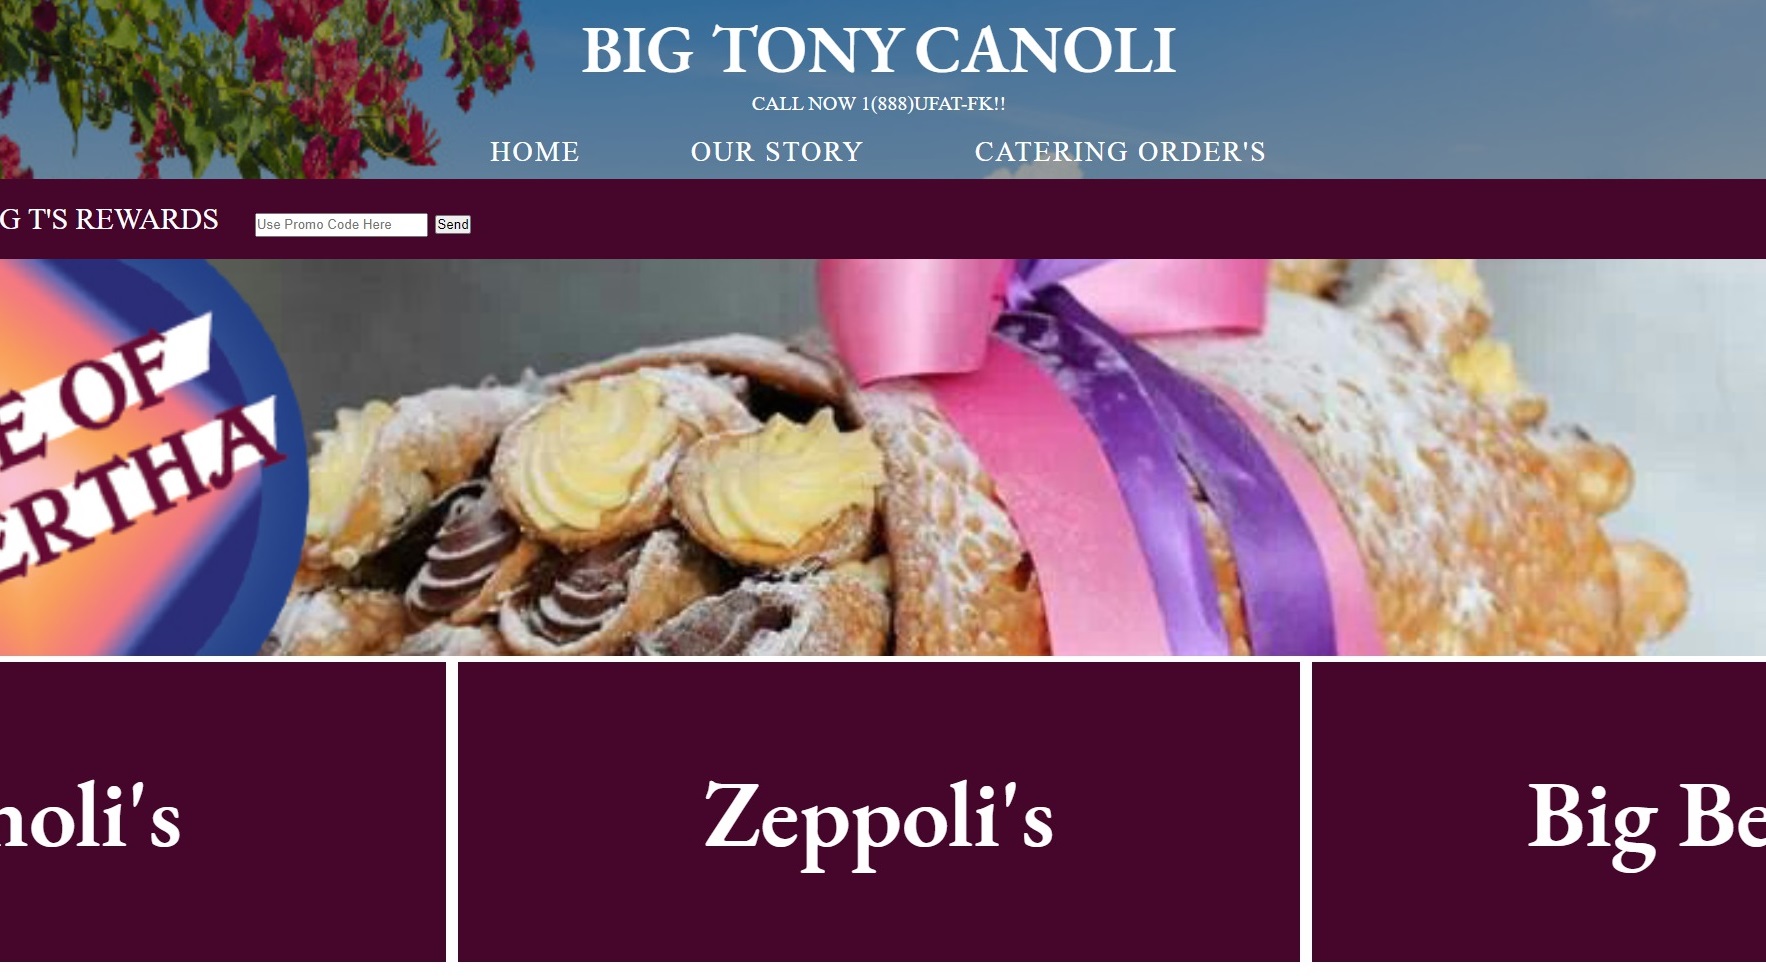 BIG TONY CANOLI
CALL NOW 1(888)UFAT-FK!!
HOME OUR STORY CATERING ORDER'S
G T'S REWARDS Use Promo Code Here Send
E OF
ERTHA
noli's Zeppoli's Big Be